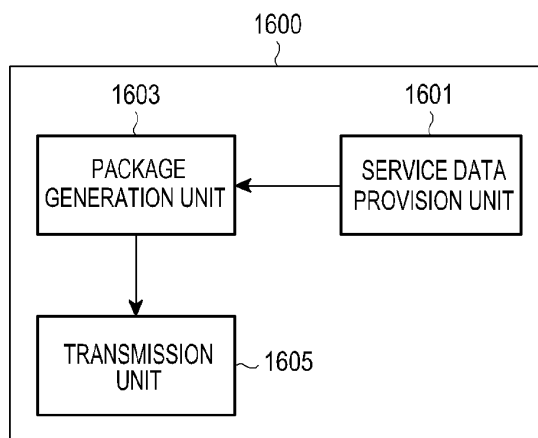 1600
1603
1601
PACKAGE
GENERATION UNIT
SERVICE DATA
PROVISION UNIT
TRANSMISSION
UNIT
1605